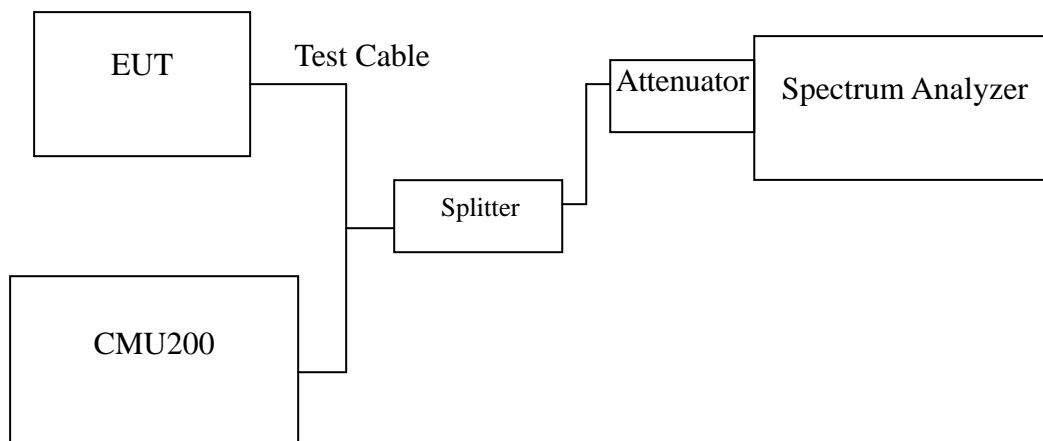 EUT
Test Cable
Attenuator
Spectrum Analyzer
Splitter
CMU200